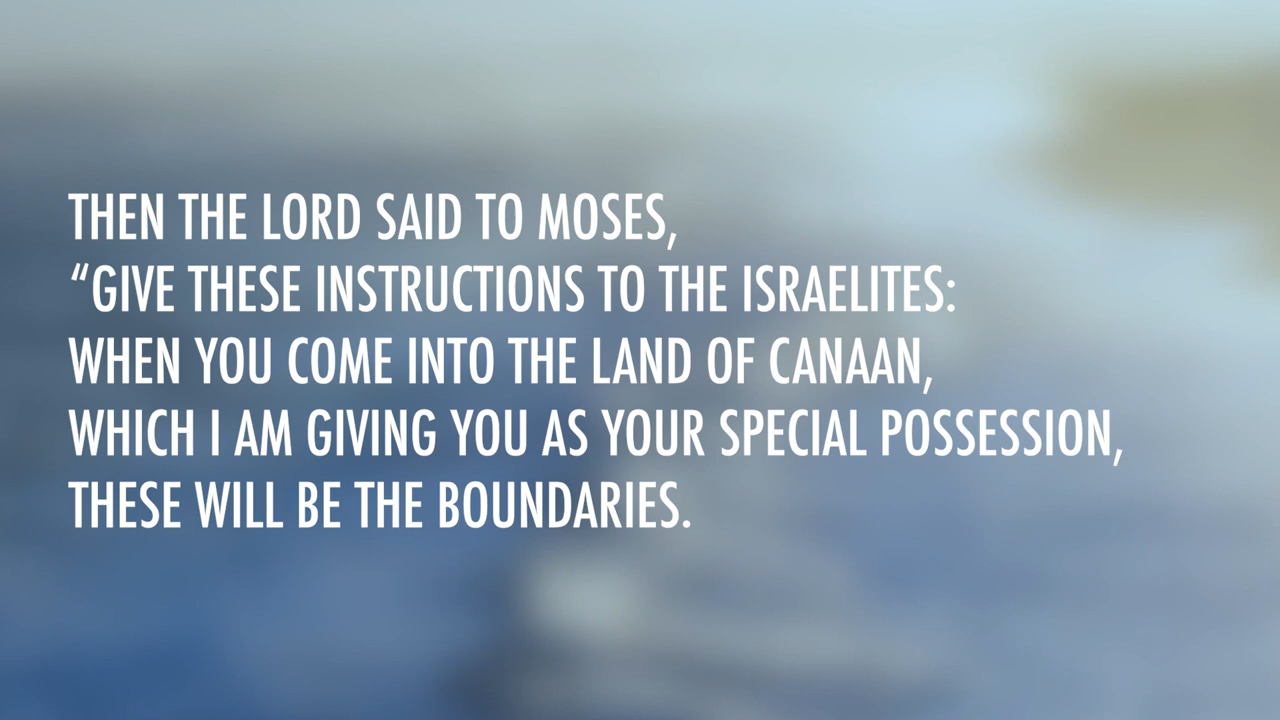 THEN THE LORD SAID TO MOSES,
“GIVE THESE INSTRUCTIONS TO THE ISRAELITES:
WHEN YOU COME INTO THE LAND OF CANAAN,
WHICH I AM GIVING YOU AS YOUR SPECIAL POSSESSION,
THESE WILL BE THE BOUNDARIES.